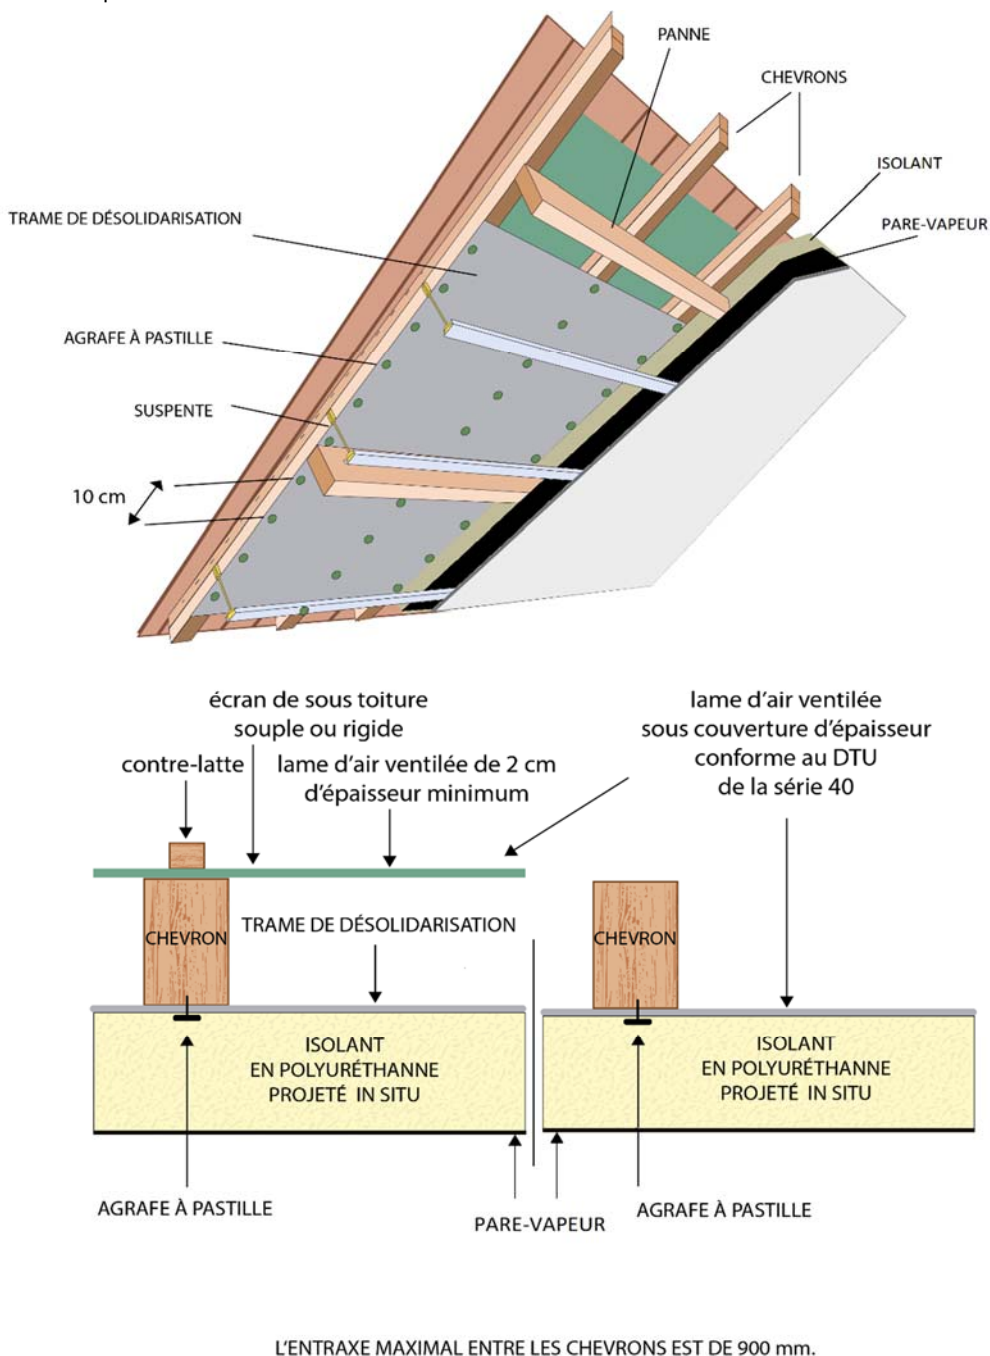 PANNE
CHEVRONS
ISOLANT
TRAME DE DÉSOLIDARISATION
PARE-VAPEUR
AGRAFE À PASTILLE
SUSPENTE
10 cm
écran de sous toiture
souple ou rigide
lame d'air ventilée
sous couverture d'épaisseur
conforme au DTU
de la série 40
contre-latte
lame d'air ventilée de 2 cm
d'épaisseur minimum
CHEVRON
TRAME DE DÉSOLIDARISATION
CHEVRON
ISOLANT
EN POLYURÉTHANNE
PROJETÉ IN SITU
ISOLANT
EN POLYURÉTHANNE
PROJETÉ IN SITU
AGRAFE À PASTILLE
PARE-VAPEUR
AGRAFE À PASTILLE
L'ENTRAXE MAXIMAL ENTRE LES CHEVRONS EST DE 900 mm.